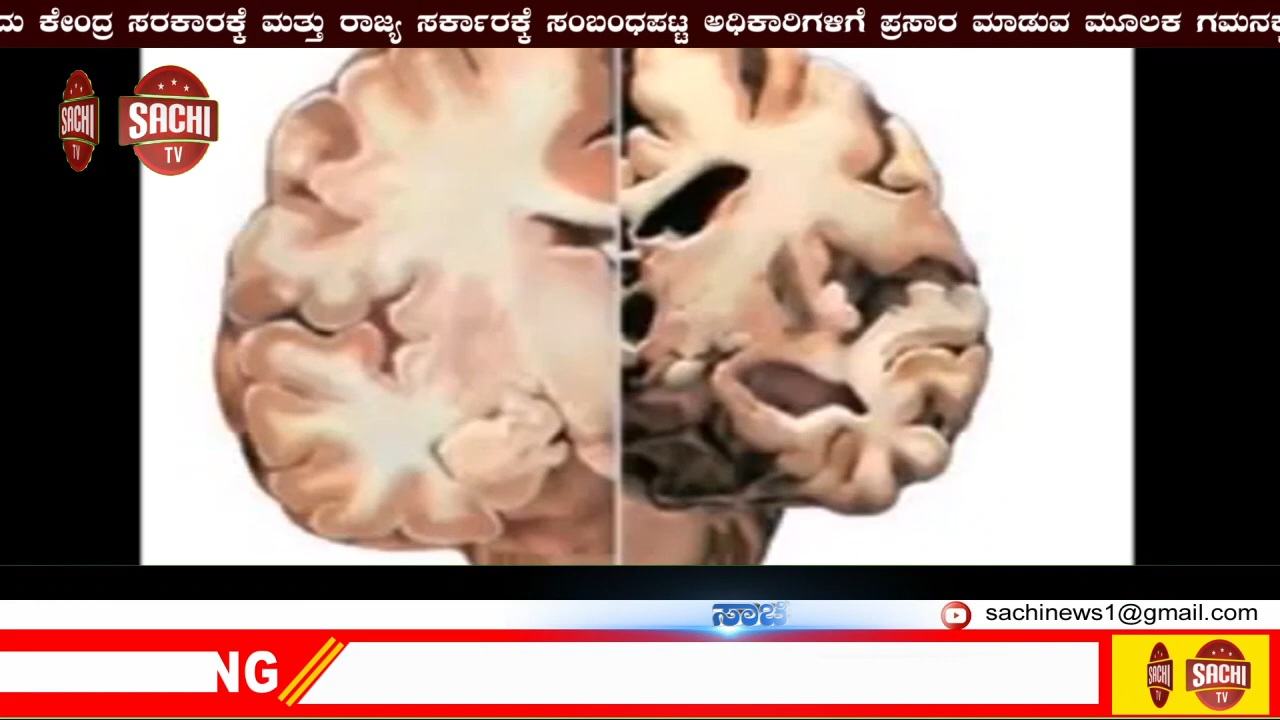 ಕೇಂದ್ರ ಸರಕಾರಕ್ಕೆ ಮತ್ತು ರಾಜ್ಯ ಸರ್ಕಾರಕ್ಕೆ ಸಂಬಂಧಪಟ್ಟ ಅಧಿಕಾರಿಗಳಿಗೆ ಪ್ರಸಾರ ಮಾಡುವ ಮೂಲಕ
SACHI
TV
SACHI
TV
sachinews1@gmail.com
NG
SACHI
TV
SACHI
TV